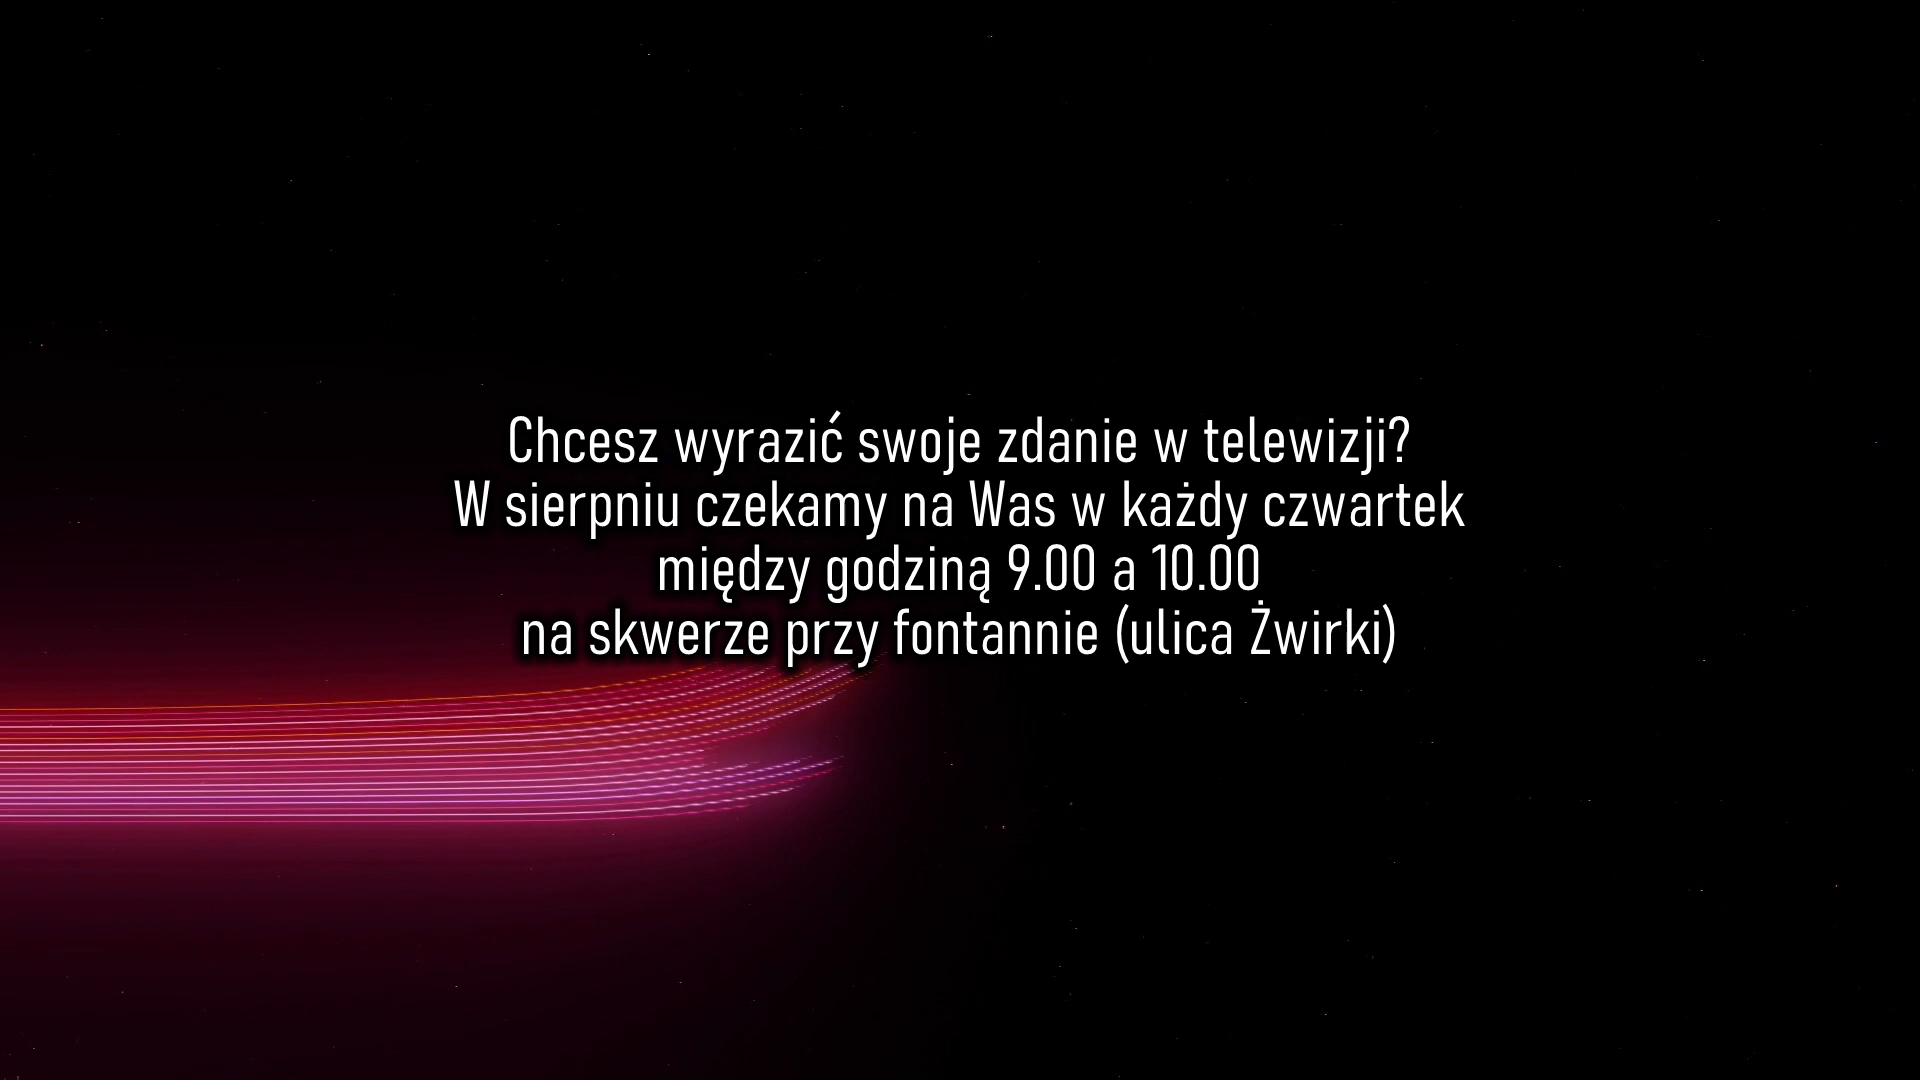 Chcesz wyrazić swoje zdanie w telewizji?
W sierpniu czekamy na Was w każdy czwartek
między godziną 9.00 a 10.00
na skwerze przy fontannie (ulica Żwirki)